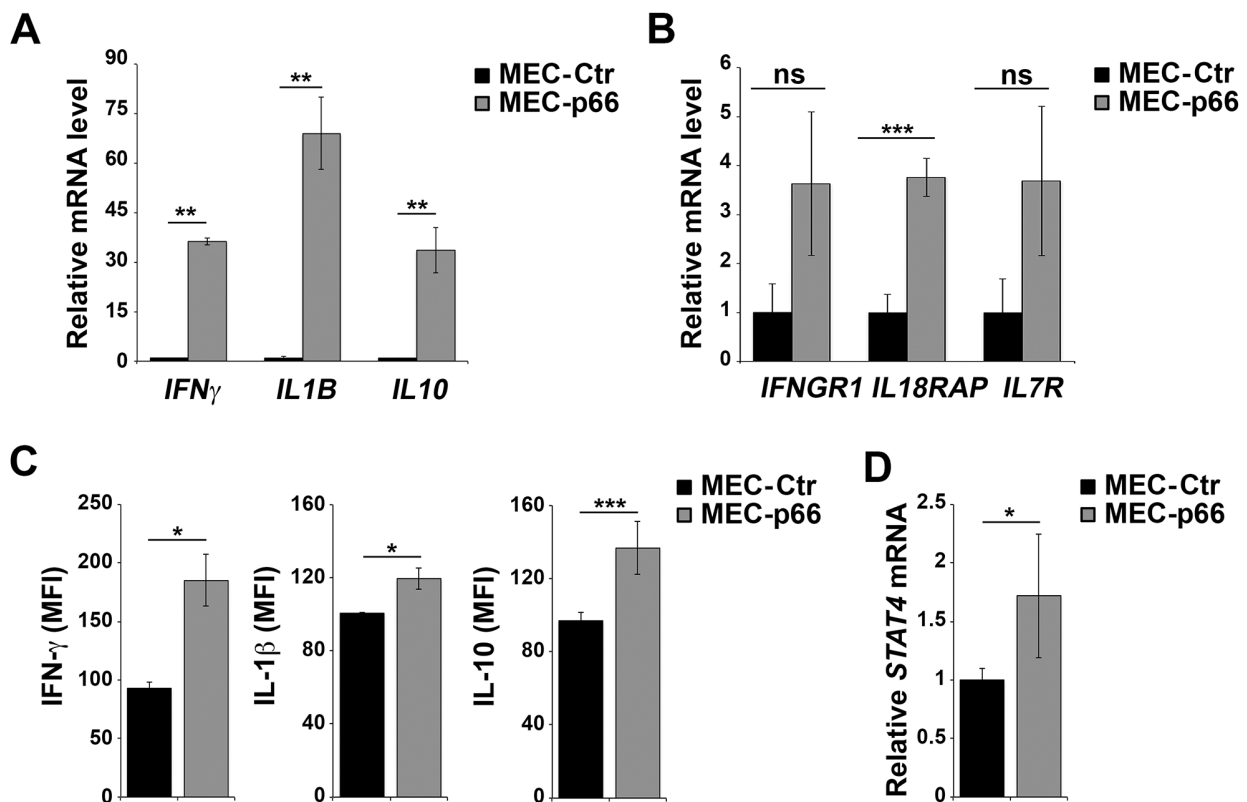 A
Relative mRNA level
90
75
60
45
30
15
0
**
**
**
IFNγ IL1B IL10
MEC-Ctr
MEC-p66
B
Relative mRNA level
6
5
4
3
2
1
0
ns
***
ns
IFNGR1 IL18RAP IL7R
MEC-Ctr
MEC-p66
C
IFN-γ (MFI)
250
200
150
100
50
0
*
IL-1β (MFI)
160
120
80
40
0
*
IL-10 (MFI)
160
120
80
40
0
***
MEC-Ctr
MEC-p66
D
Relative STAT4 mRNA
2.5
2
1.5
1
0.5
0
*
MEC-Ctr
MEC-p66